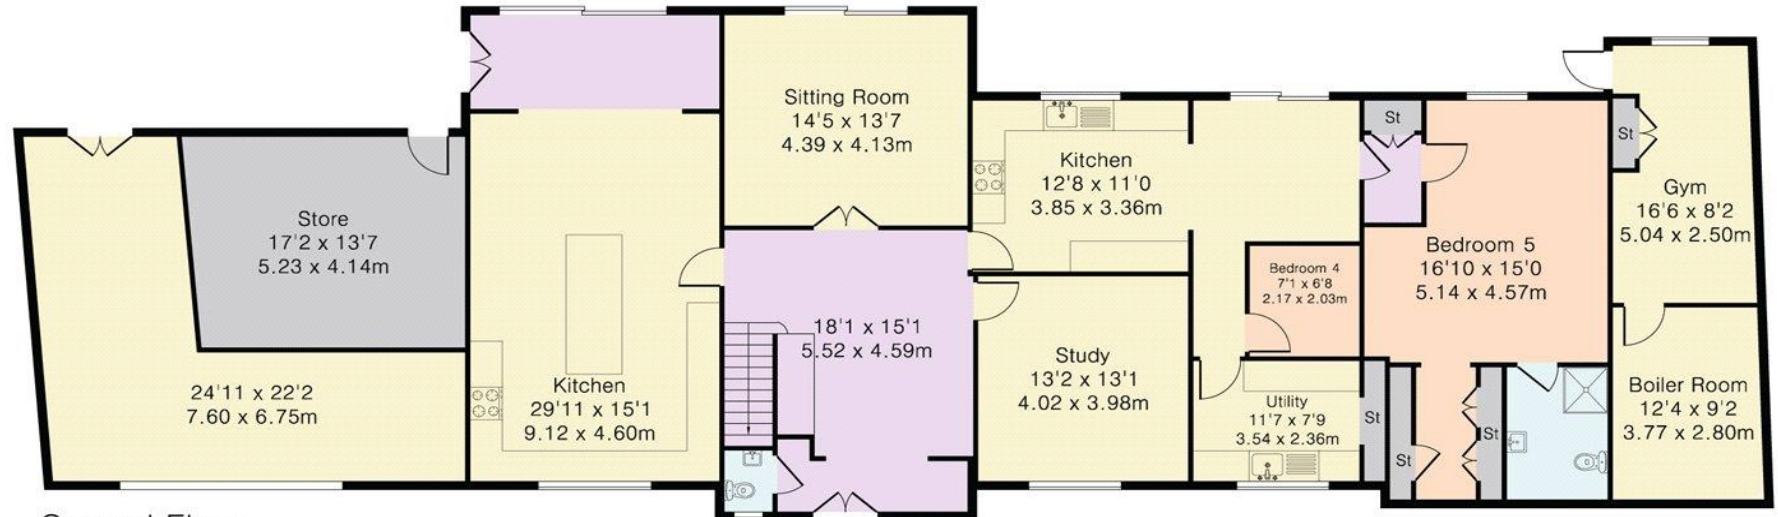 Sitting Room
14'5 x 13'7
4.39 x 4.13m
St
St
Kitchen
12'8 x 11'0
3.85 x 3.36m
Gym
16'6 x 8'2
5.04 x 2.50m
Store
17'2 x 13'7
5.23 x 4.14m
Bedroom 5
16'10 x 15'0
5.14 x 4.57m
Bedroom 4
7'1 x 6'8
2.17 x 2.03m
18'1 x 15'1
5.52 x 4.59m
Study
13'2 x 13'1
4.02 x 3.98m
24'11 x 22'2
7.60 x 6.75m
Kitchen
29'11 x 15'1
9.12 x 4.60m
Utility
11'7 x 7'9
3.54 x 2.36m
St
St
St
Boiler Room
12'4 x 9'2
3.77 x 2.80m